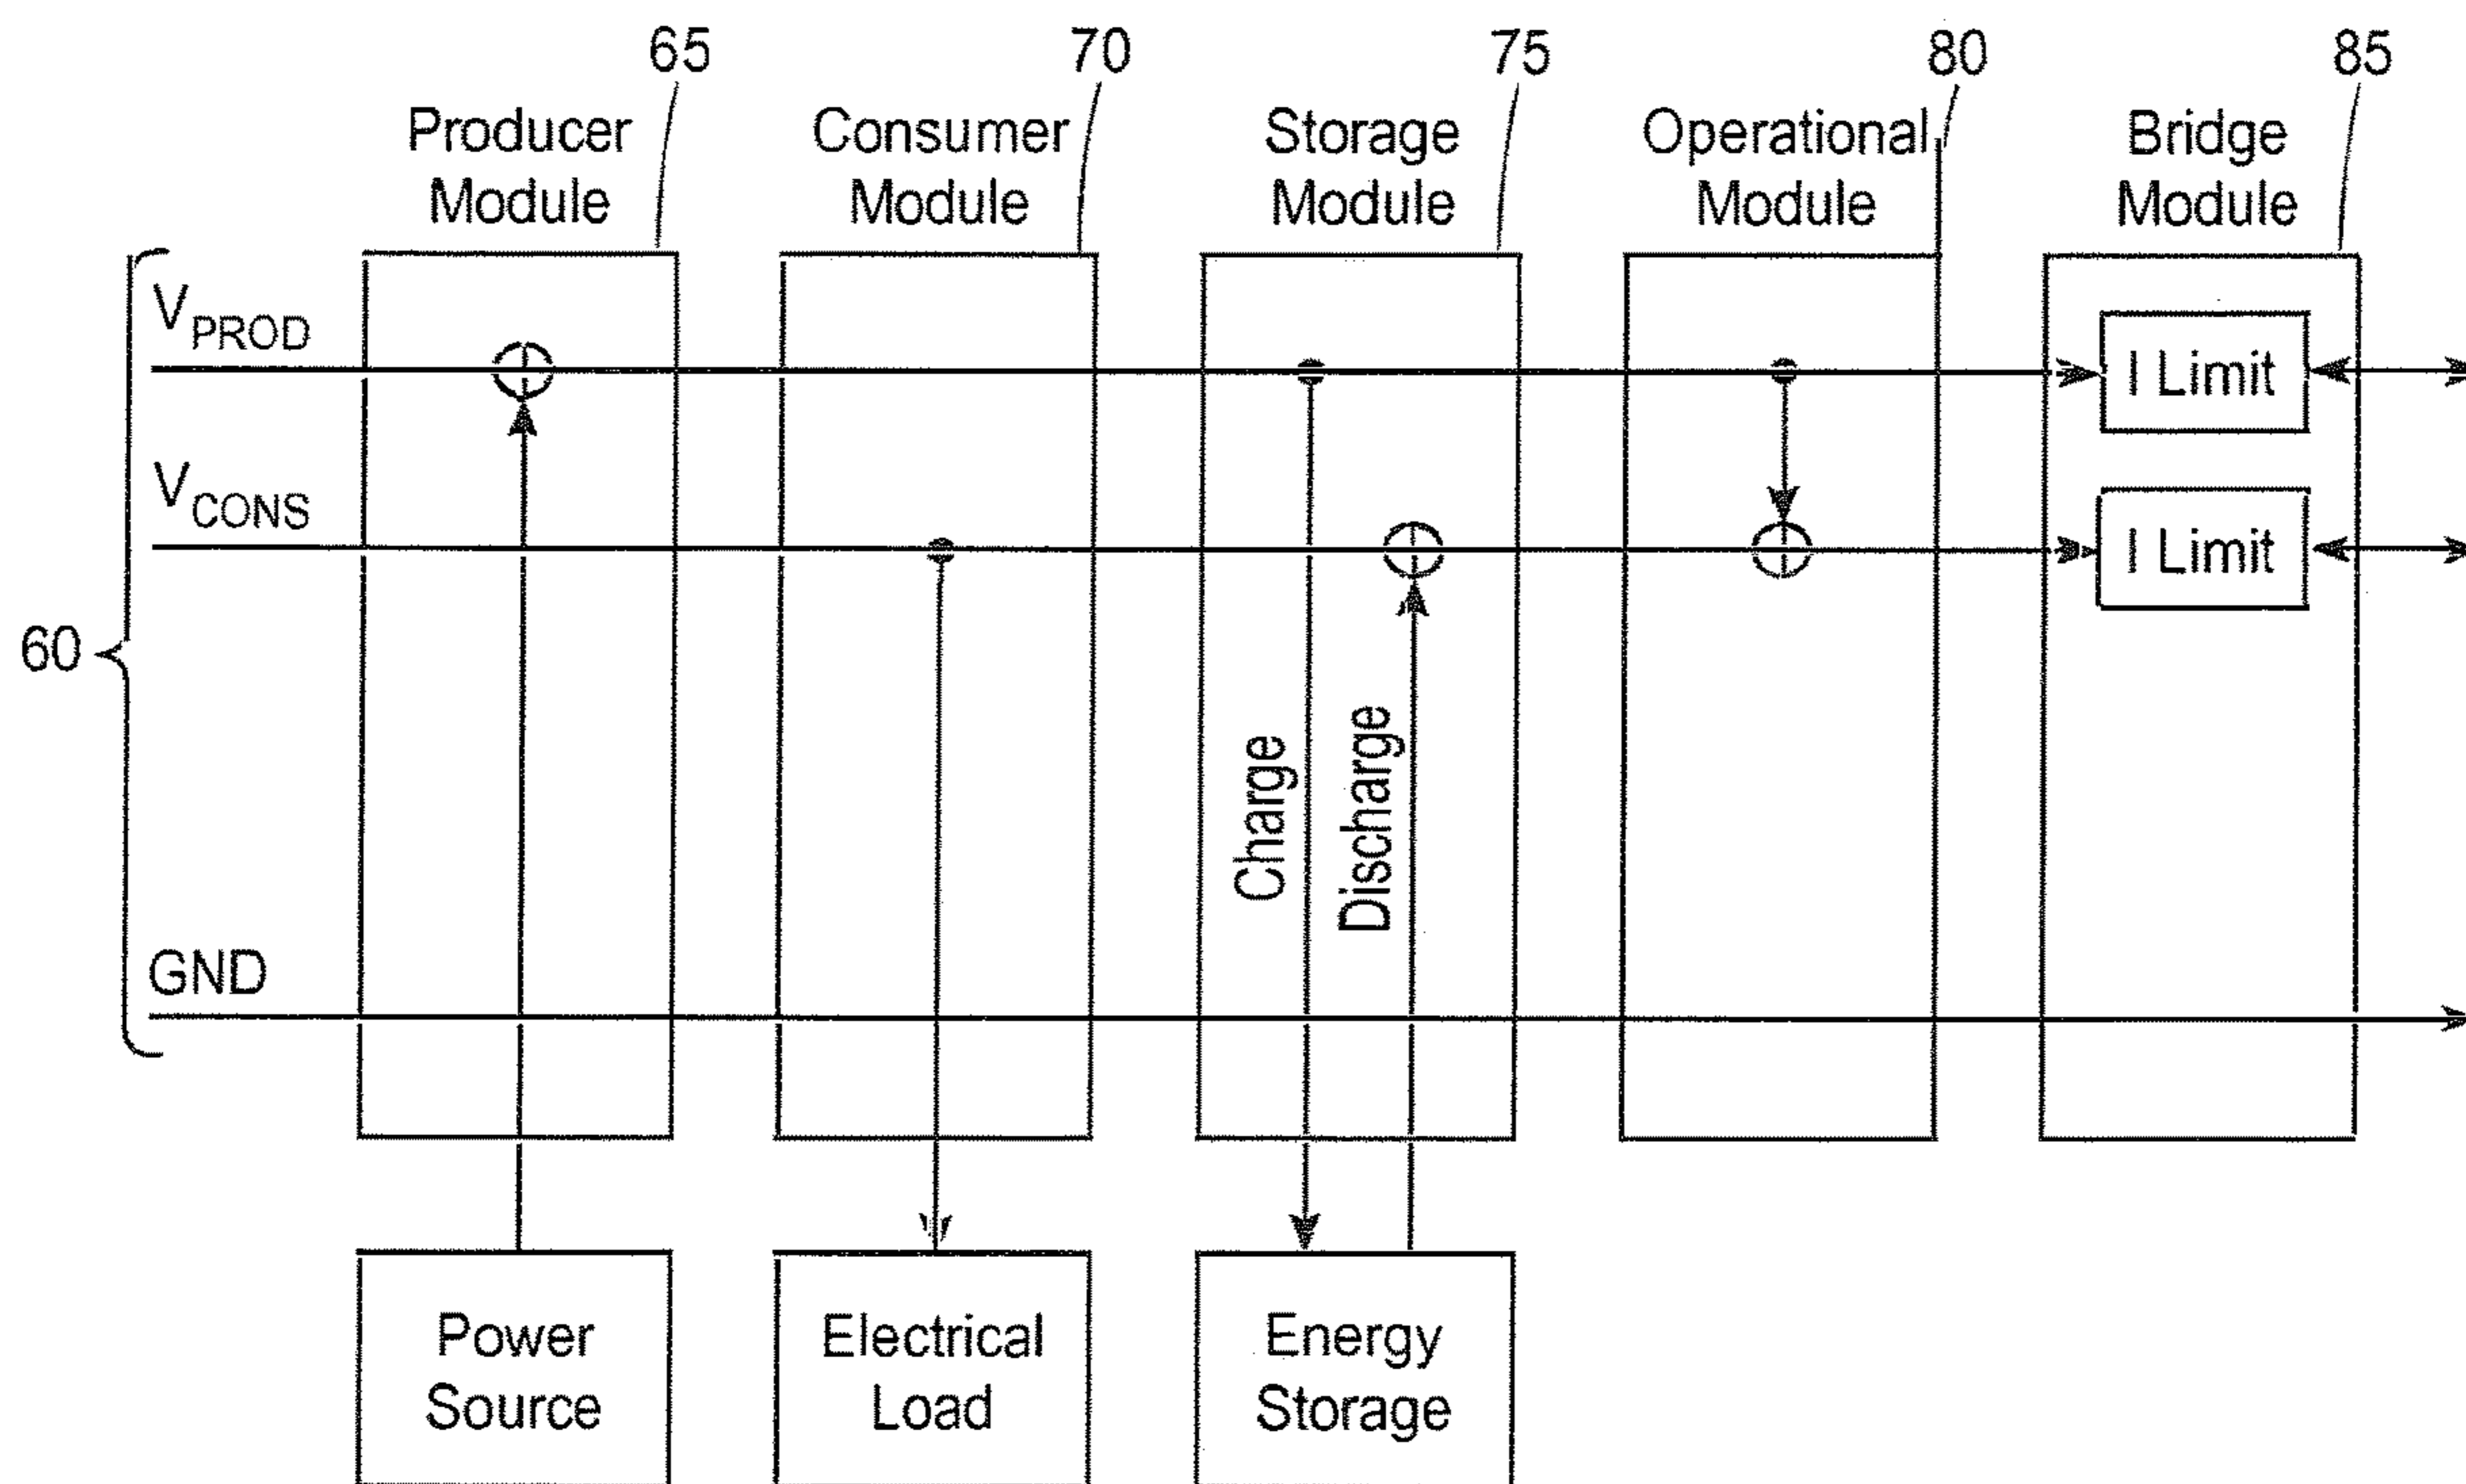 65
70
75
80
85
Producer
Module
Consumer
Module
Storage
Module
Operational
Module
Bridge
Module
60
VPROD
VCONS
GND
I Limit
I Limit
Charge
Discharge
Power
Source
Electrical
Load
Energy
Storage